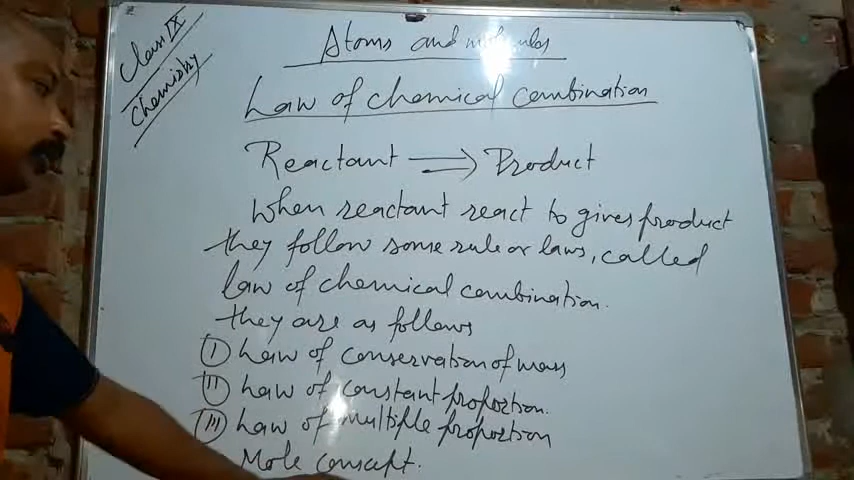 Class IX
Chemistry
Atoms and molecules
Law of chemical combination
Reactant ⟶ Product
When reactant react to gives product
they follow some rule or laws, called
law of chemical combination.
they are as follows
(I) Law of conservation of mass
(II) Law of constant proportion.
(III) Law of multiple proportion
Mole concept.